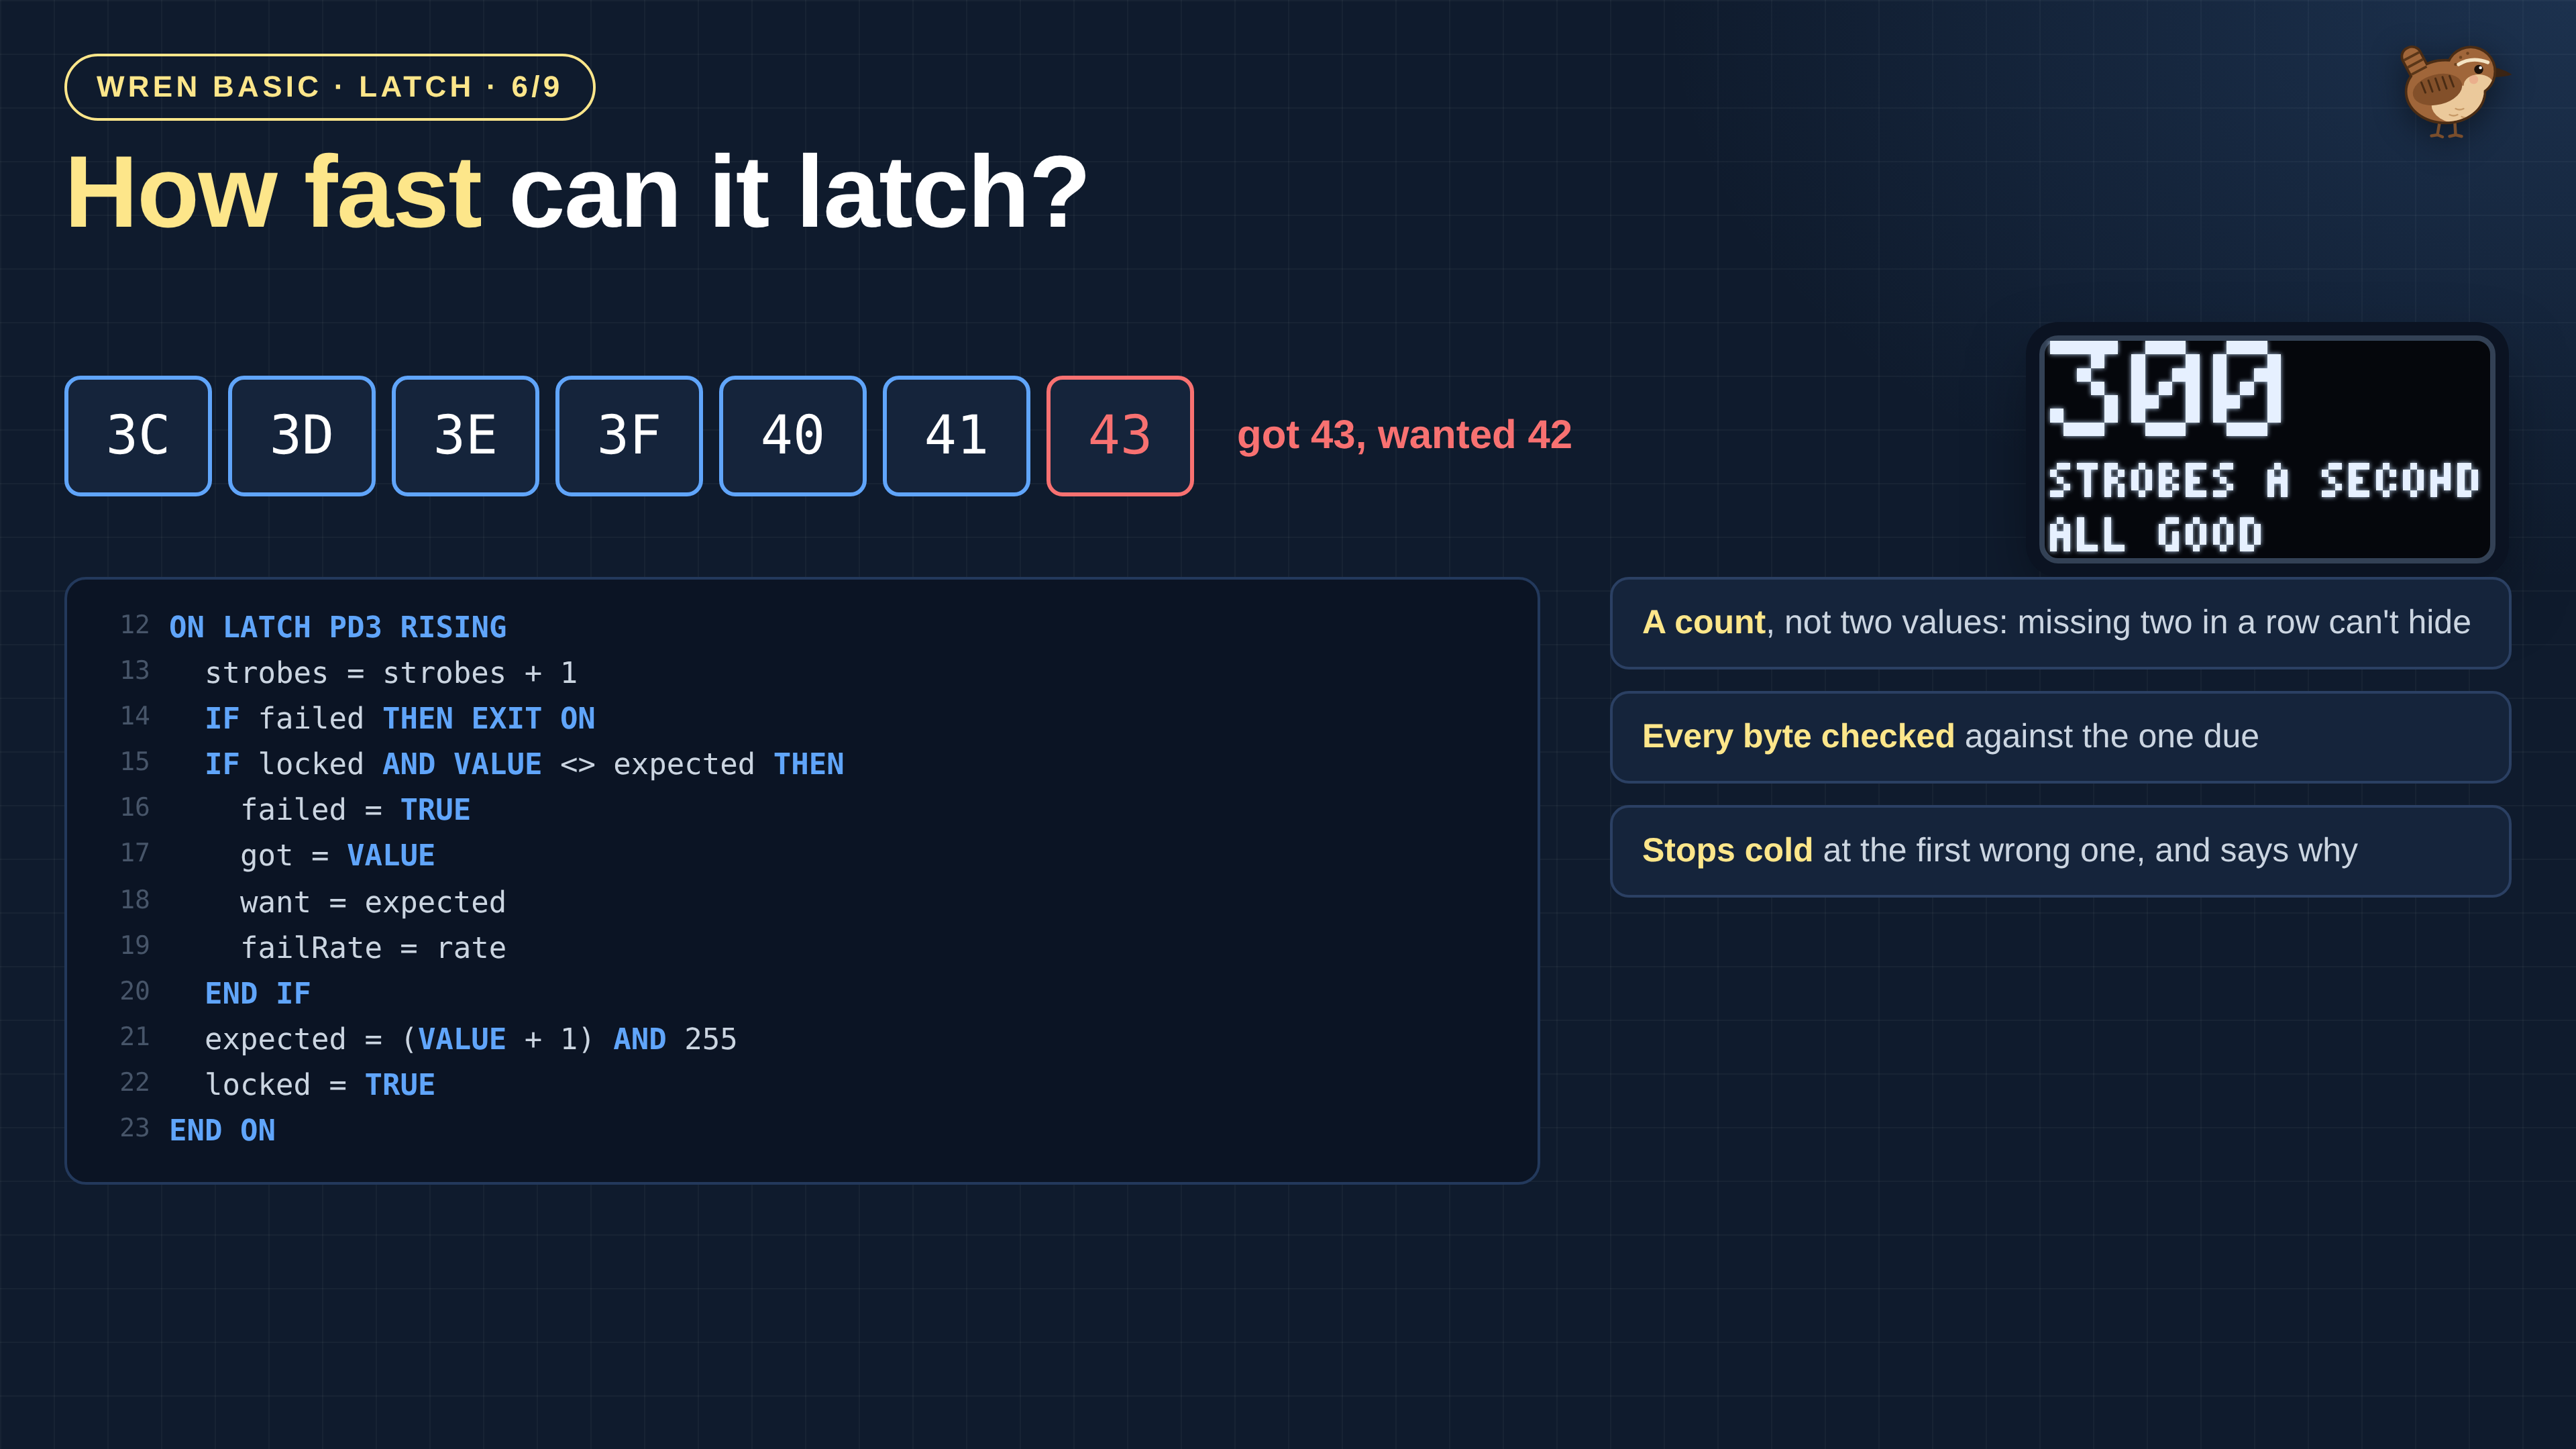 WREN BASIC · LATCH · 6/9
How fast can it latch?
3C 3D 3E 3F 40 41 43 got 43, wanted 42
300
STROBES A SECOND
ALL GOOD
12 ON LATCH PD3 RISING
13   strobes = strobes + 1
14   IF failed THEN EXIT ON
15   IF locked AND VALUE <> expected THEN
16     failed = TRUE
17     got = VALUE
18     want = expected
19     failRate = rate
20   END IF
21   expected = (VALUE + 1) AND 255
22   locked = TRUE
23 END ON
A count, not two values: missing two in a row can't hide
Every byte checked against the one due
Stops cold at the first wrong one, and says why